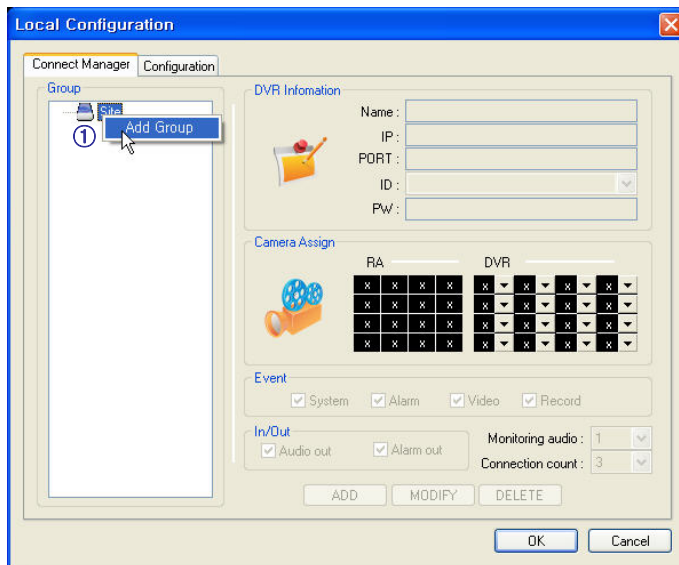 Local Configuration
Connect Manager
Configuration
Group
Site
①
Add Group
DVR Infomation
Name :
IP :
PORT :
ID :
PW :
Camera Assign
RA
DVR
x x x x x x x x
x x x x x x x x
x x x x x x x x
x x x x x x x x
Event
System
Alarm
Video
Record
In/Out
Audio out
Alarm out
Monitoring audio : 1
Connection count : 3
ADD
MODIFY
DELETE
OK
Cancel